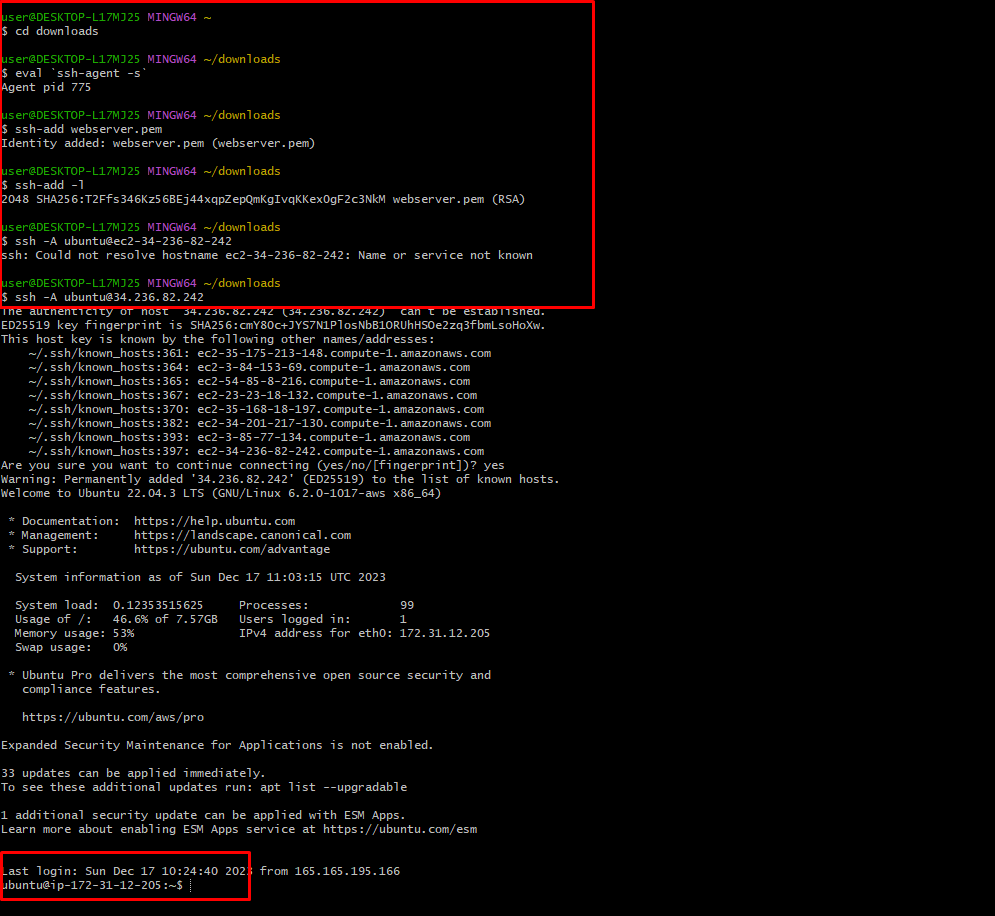 user@DESKTOP-L17MJ25 MINGW64 ~
$ cd downloads
user@DESKTOP-L17MJ25 MINGW64 ~/downloads
$ eval `ssh-agent -s`
Agent pid 775
user@DESKTOP-L17MJ25 MINGW64 ~/downloads
$ ssh-add webserver.pem
Identity added: webserver.pem (webserver.pem)
user@DESKTOP-L17MJ25 MINGW64 ~/downloads
$ ssh-add -l
2048 SHA256:T2Ffs346Kz56BEj44xqpZepQmKgIvqKKexOgF2c3NkM webserver.pem (RSA)
user@DESKTOP-L17MJ25 MINGW64 ~/downloads
$ ssh -A ubuntu@ec2-34-236-82-242
ssh: Could not resolve hostname ec2-34-236-82-242: Name or service not known
user@DESKTOP-L17MJ25 MINGW64 ~/downloads
$ ssh -A ubuntu@34.236.82.242
The authenticity of host '34.236.82.242 (34.236.82.242)' can't be established.
ED25519 key fingerprint is SHA256:cmY8Oc+JYS7N1PlosNbB1ORUhHSOe2zq3fbmLsoHoXw.
This host key is known by the following other names/addresses:
    ~/.ssh/known_hosts:361: ec2-35-175-213-148.compute-1.amazonaws.com
    ~/.ssh/known_hosts:364: ec2-3-84-153-69.compute-1.amazonaws.com
    ~/.ssh/known_hosts:365: ec2-54-85-8-216.compute-1.amazonaws.com
    ~/.ssh/known_hosts:367: ec2-23-23-18-132.compute-1.amazonaws.com
    ~/.ssh/known_hosts:370: ec2-35-168-18-197.compute-1.amazonaws.com
    ~/.ssh/known_hosts:382: ec2-34-201-217-130.compute-1.amazonaws.com
    ~/.ssh/known_hosts:393: ec2-3-85-77-134.compute-1.amazonaws.com
    ~/.ssh/known_hosts:397: ec2-34-236-82-242.compute-1.amazonaws.com
Are you sure you want to continue connecting (yes/no/[fingerprint])? yes
Warning: Permanently added '34.236.82.242' (ED25519) to the list of known hosts.
Welcome to Ubuntu 22.04.3 LTS (GNU/Linux 6.2.0-1017-aws x86_64)
 * Documentation:  https://help.ubuntu.com
 * Management:     https://landscape.canonical.com
 * Support:        https://ubuntu.com/advantage
  System information as of Sun Dec 17 11:03:15 UTC 2023
  System load:  0.12353515625     Processes:             99
  Usage of /:   46.6% of 7.57GB   Users logged in:       1
  Memory usage: 53%               IPv4 address for eth0: 172.31.12.205
  Swap usage:   0%
 * Ubuntu Pro delivers the most comprehensive open source security and
   compliance features.
   https://ubuntu.com/aws/pro
Expanded Security Maintenance for Applications is not enabled.
33 updates can be applied immediately.
To see these additional updates run: apt list --upgradable
1 additional security update can be applied with ESM Apps.
Learn more about enabling ESM Apps service at https://ubuntu.com/esm
Last login: Sun Dec 17 10:24:40 2023 from 165.165.195.166
ubuntu@ip-172-31-12-205:~$